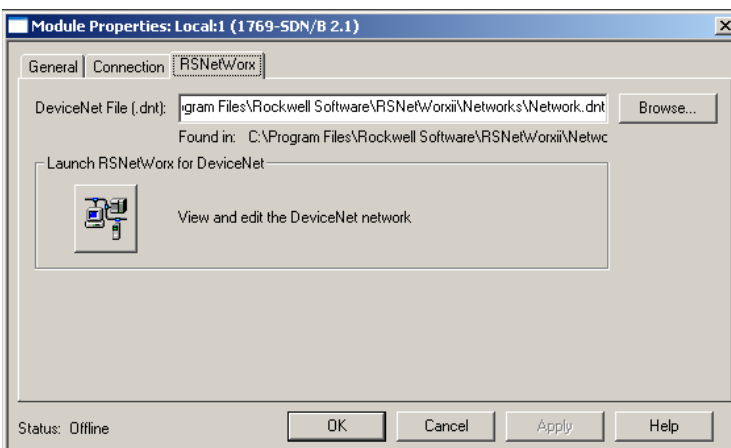 Module Properties: Local:1 (1769-SDN/B 2.1)
General Connection RSNetWorx
DeviceNet File (.dnt): gram Files\Rockwell Software\RSNetWorxii\Networks\Network.dnt Browse...
Found in: C:\Program Files\Rockwell Software\RSNetWorxii\Netwc
Launch RSNetWorx for DeviceNet
View and edit the DeviceNet network
Status: Offline OK Cancel Apply Help